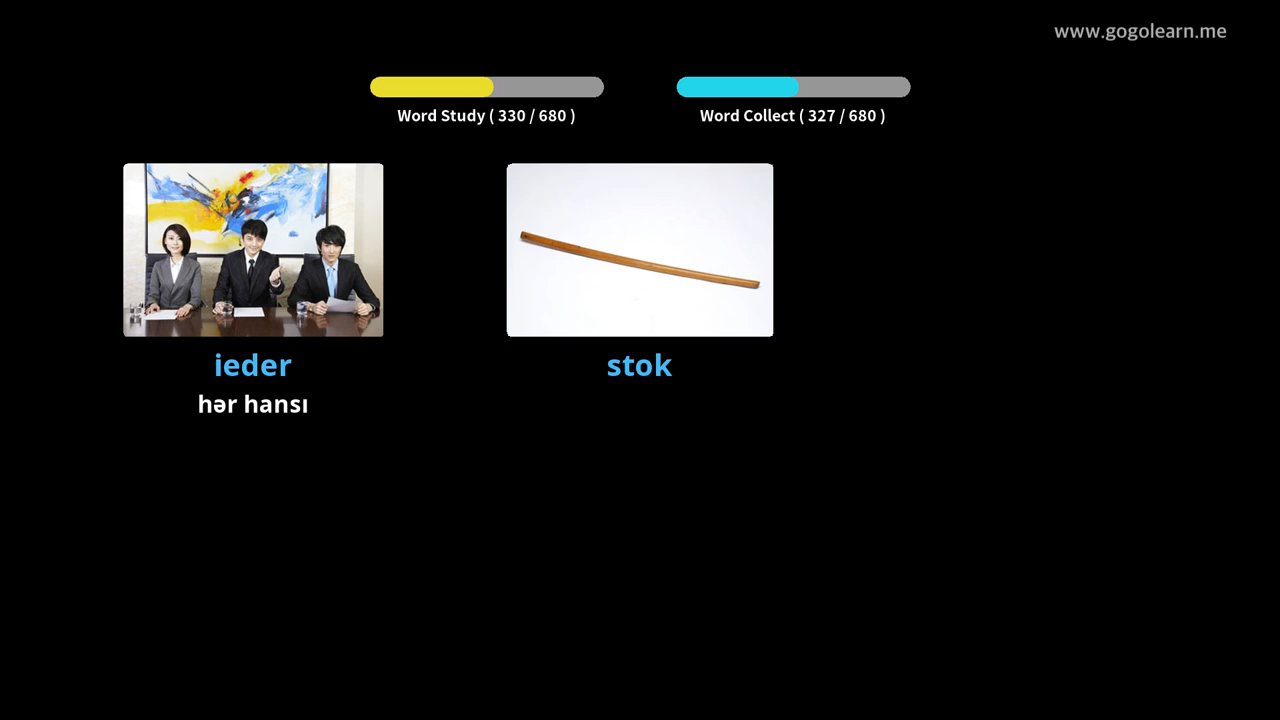 www.gogolearn.me
Word Study ( 330 / 680 )
Word Collect ( 327 / 680 )
ieder
hər hansı
stok